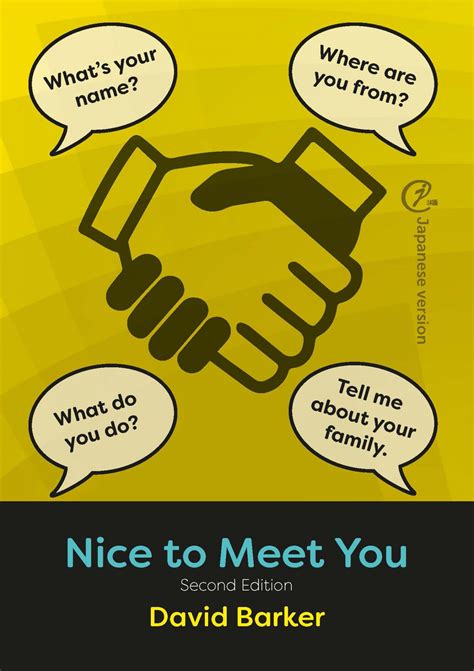 What's your
name?
Where are
you from?
Japanese version
What do
you do?
Tell me
about your
family.
Nice to Meet You
Second Edition
David Barker